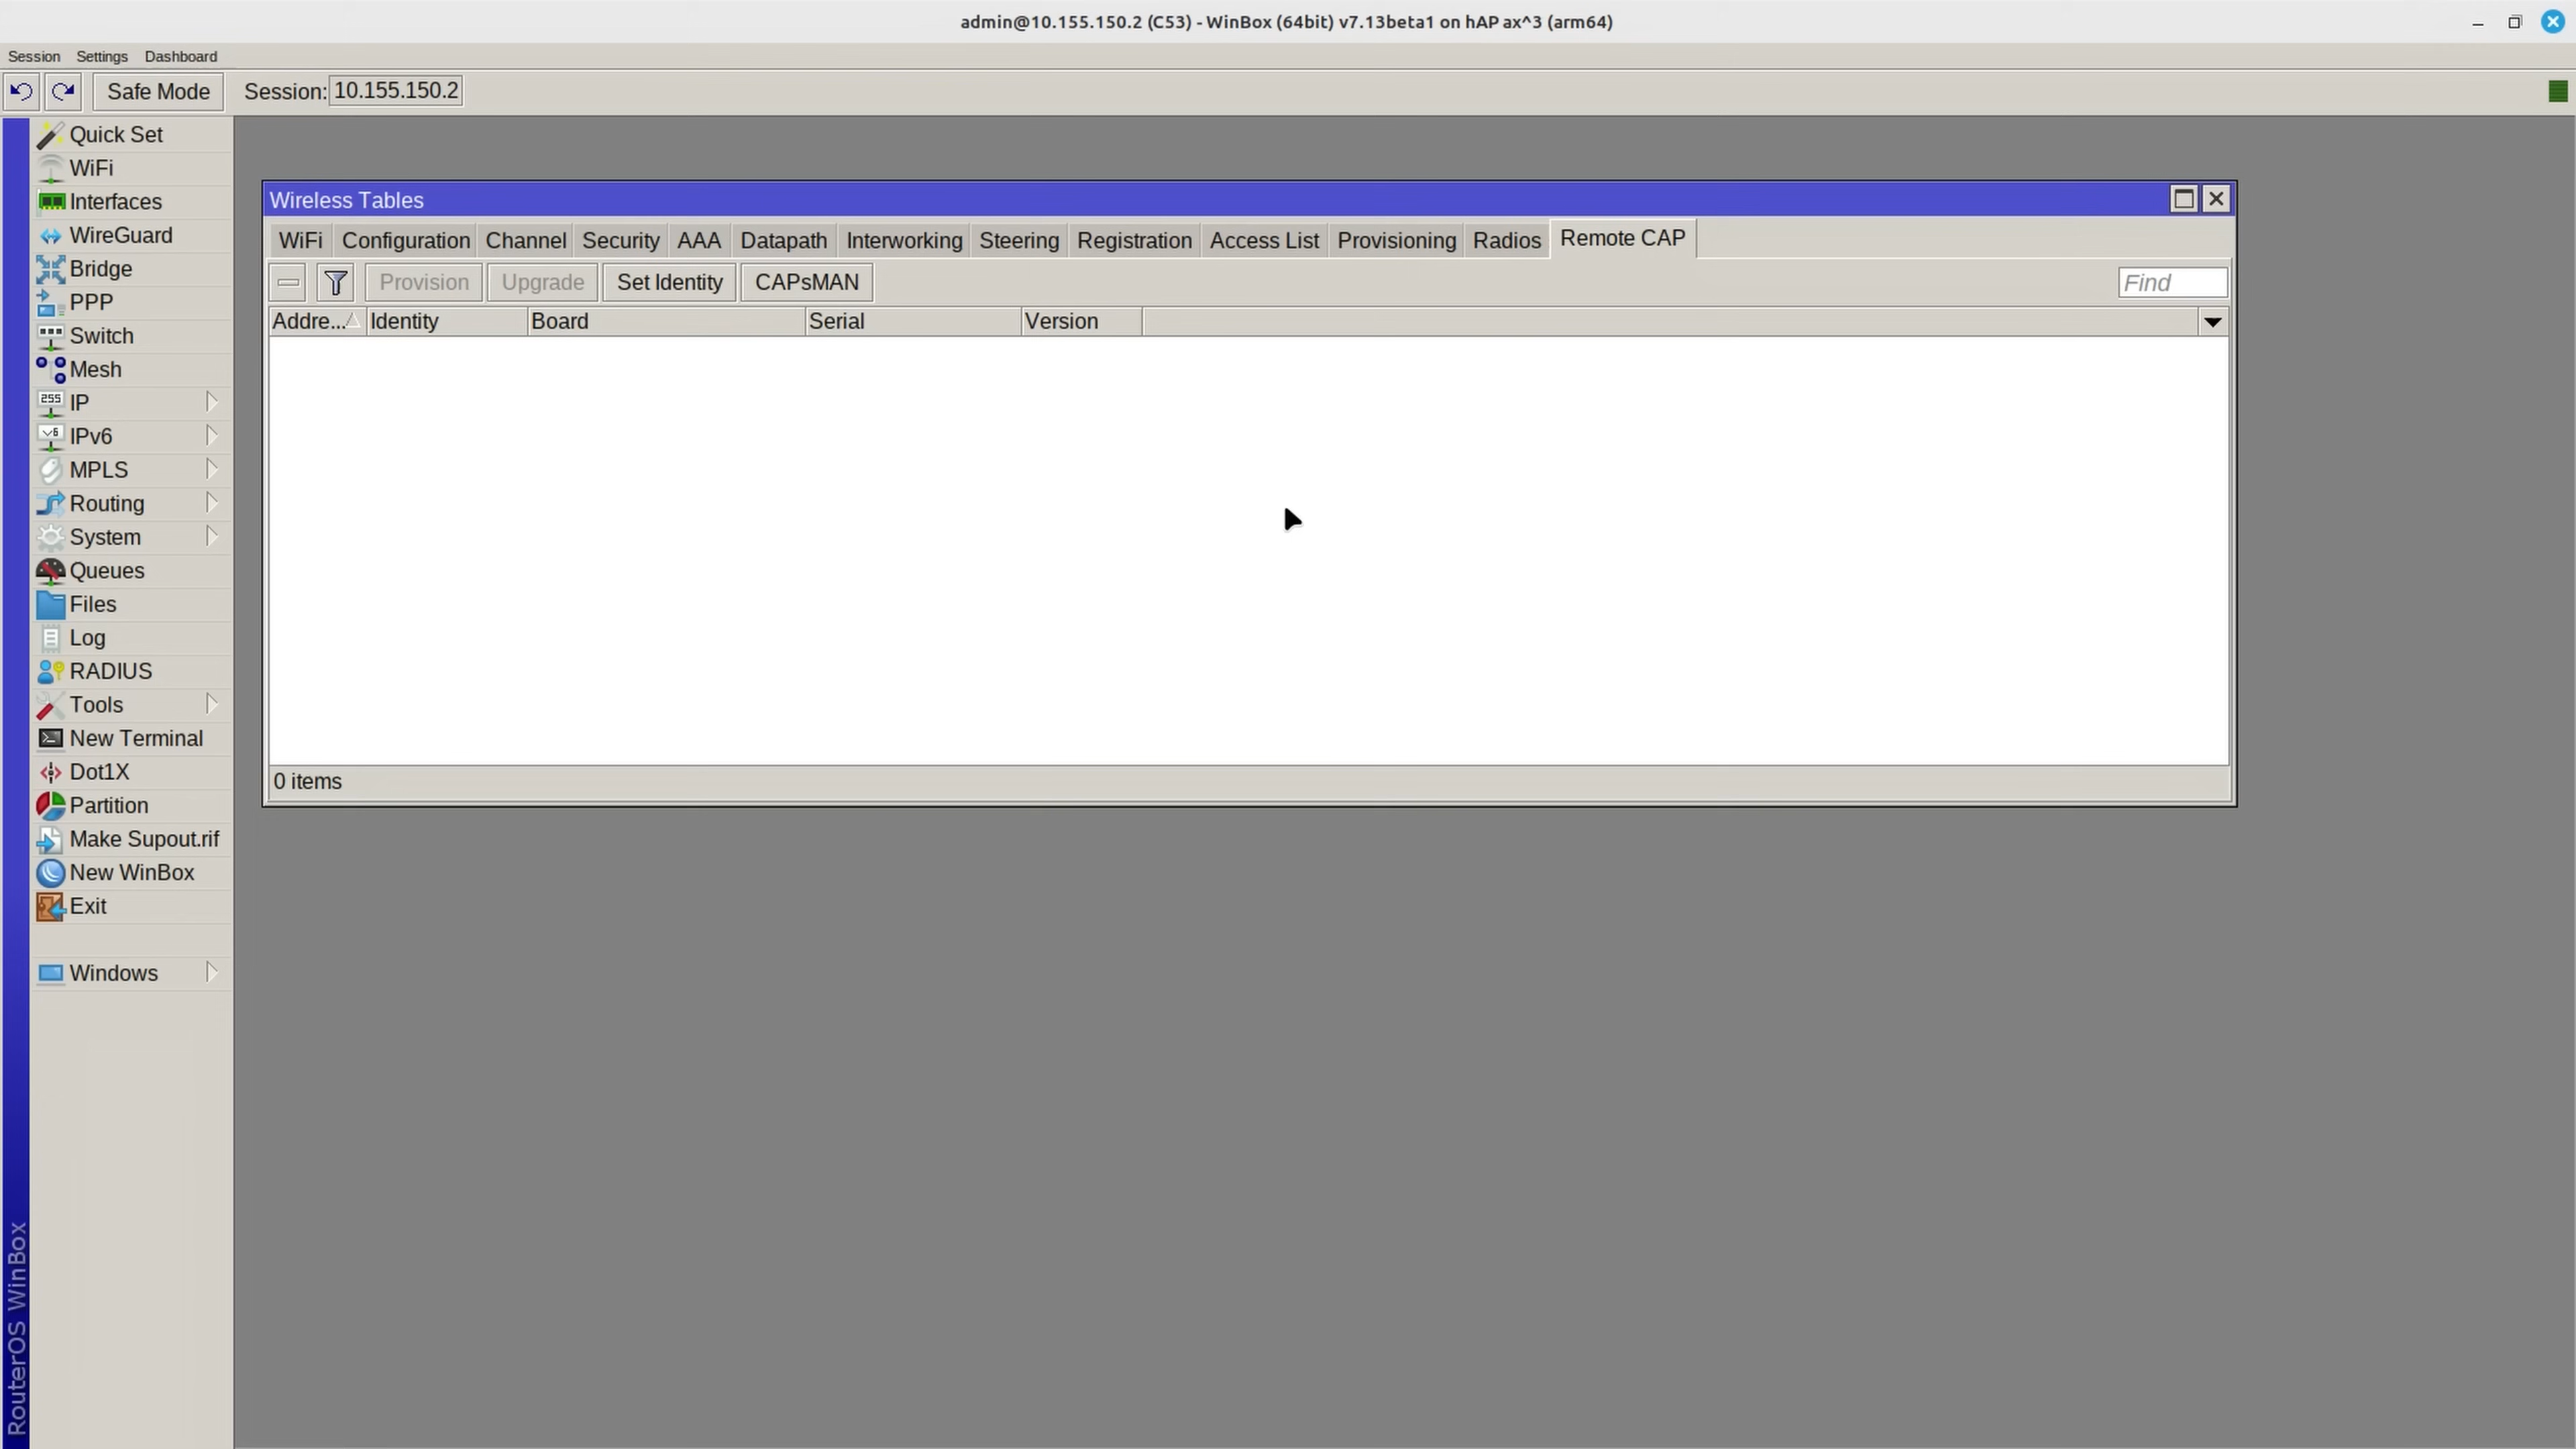 admin@10.155.150.2 (C53) - WinBox (64bit) v7.13beta1 on hAP ax^3 (arm64)
Session Settings Dashboard
Safe Mode Session: 10.155.150.2
Quick Set
WiFi
Interfaces
WireGuard
Bridge
PPP
Switch
Mesh
255 IP
v6 IPv6
MPLS
Routing
System
Queues
Files
Log
RADIUS
Tools
New Terminal
Dot1X
Partition
Make Supout.rif
New WinBox
Exit
Windows
RouterOS WinBox
Wireless Tables
WiFi Configuration Channel Security AAA Datapath Interworking Steering Registration Access List Provisioning Radios Remote CAP
Provision Upgrade Set Identity CAPsMAN Find
Addre... Identity Board Serial Version
0 items